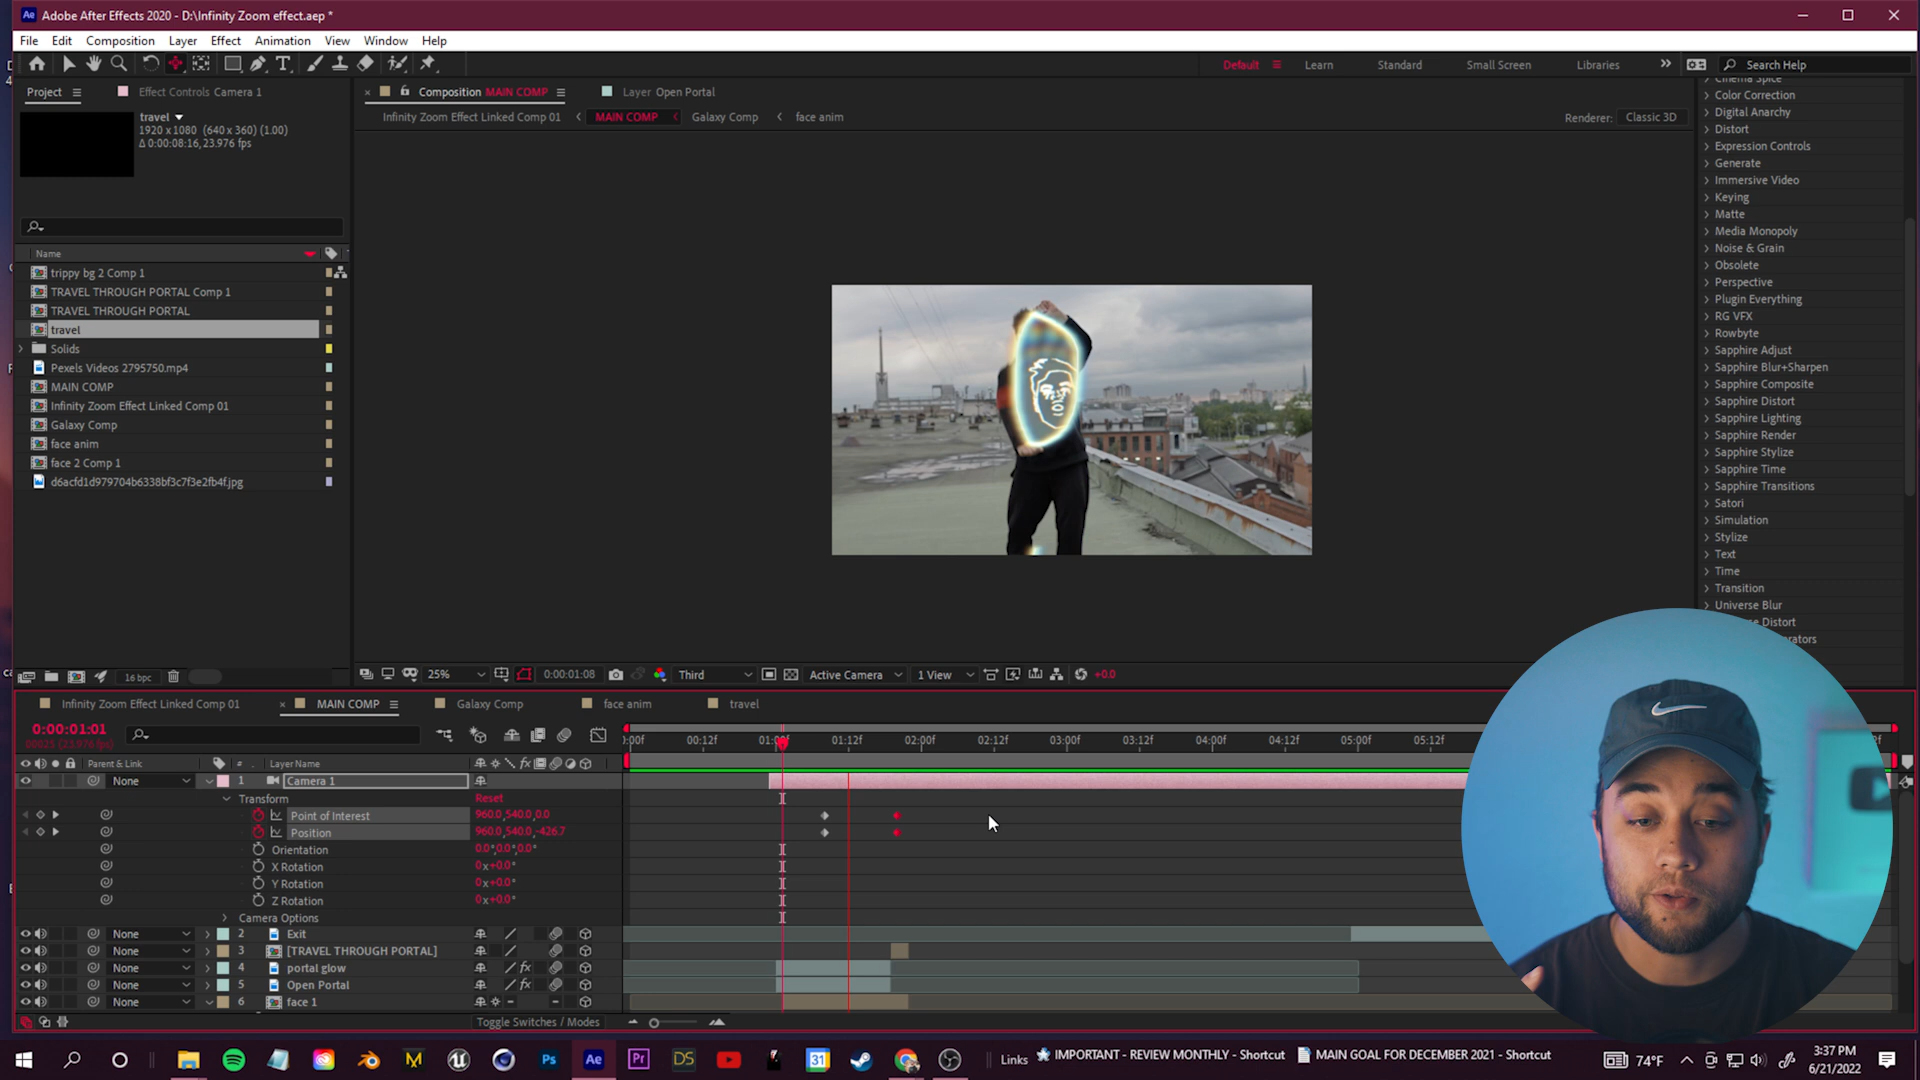 Adobe After Effects 2020 - D:\Infinity Zoom effect.aep *
File Edit Composition Layer Effect Animation View Window Help
Default Learn Standard Small Screen Libraries Search Help
Project Effect Controls Camera 1
Composition MAIN COMP Layer Open Portal
Infinity Zoom Effect Linked Comp 01 MAIN COMP Galaxy Comp face anim
Renderer: Classic 3D
travel
1920 x 1080 (640 x 360) (1.00)
Δ 0:00:08:16, 23.976 fps
Name
trippy bg 2 Comp 1
TRAVEL THROUGH PORTAL Comp 1
TRAVEL THROUGH PORTAL
travel
Solids
Pexels Videos 2795750.mp4
MAIN COMP
Infinity Zoom Effect Linked Comp 01
Galaxy Comp
face anim
face 2 Comp 1
d6acfd1d979704b6338bf3c7f3e2fb4f.jpg
Cinema Spice
Color Correction
Digital Anarchy
Distort
Expression Controls
Generate
Immersive Video
Keying
Matte
Media Monopoly
Noise & Grain
Obsolete
Perspective
Plugin Everything
RG VFX
Rowbyte
Sapphire Adjust
Sapphire Blur+Sharpen
Sapphire Composite
Sapphire Distort
Sapphire Lighting
Sapphire Render
Sapphire Stylize
Sapphire Time
Sapphire Transitions
Satori
Simulation
Stylize
Text
Time
Transition
Universe Blur
Distort
16 bpc
25% 0:00:01:08 Third Active Camera 1 View +0.0
Infinity Zoom Effect Linked Comp 01 MAIN COMP Galaxy Comp face anim travel
0:00:01:01
00025 (23.976 fps)
00:12f 01:12f 02:00f 02:12f 03:00f 03:12f 04:00f 04:12f 05:00f 05:12f
Parent & Link # Layer Name
None 1 Camera 1
Transform Reset
Point of Interest 960.0,540.0,0.0
Position 960.0,540.0,-426.7
Orientation 0.0°,0.0°,0.0°
X Rotation 0x+0.0°
Y Rotation 0x+0.0°
Z Rotation 0x+0.0°
Camera Options
None 2 Exit
None 3 [TRAVEL THROUGH PORTAL]
None 4 portal glow
None 5 Open Portal
None 6 face 1
Toggle Switches / Modes
Links IMPORTANT - REVIEW MONTHLY - Shortcut MAIN GOAL FOR DECEMBER 2021 - Shortcut 74°F
3:37 PM
6/21/2022